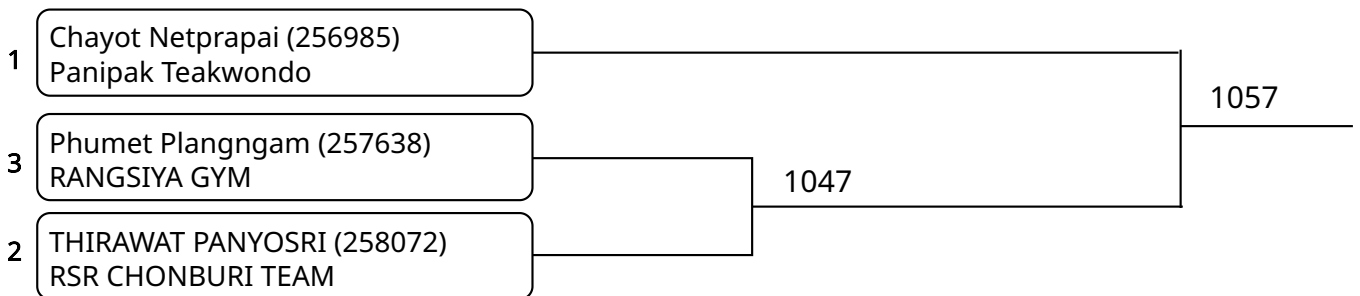 1
Chayot Netprapai (256985)
Panipak Teakwondo
1057
3
Phumet Plangngam (257638)
RANGSIYA GYM
1047
2
THIRAWAT PANYOSRI (258072)
RSR CHONBURI TEAM